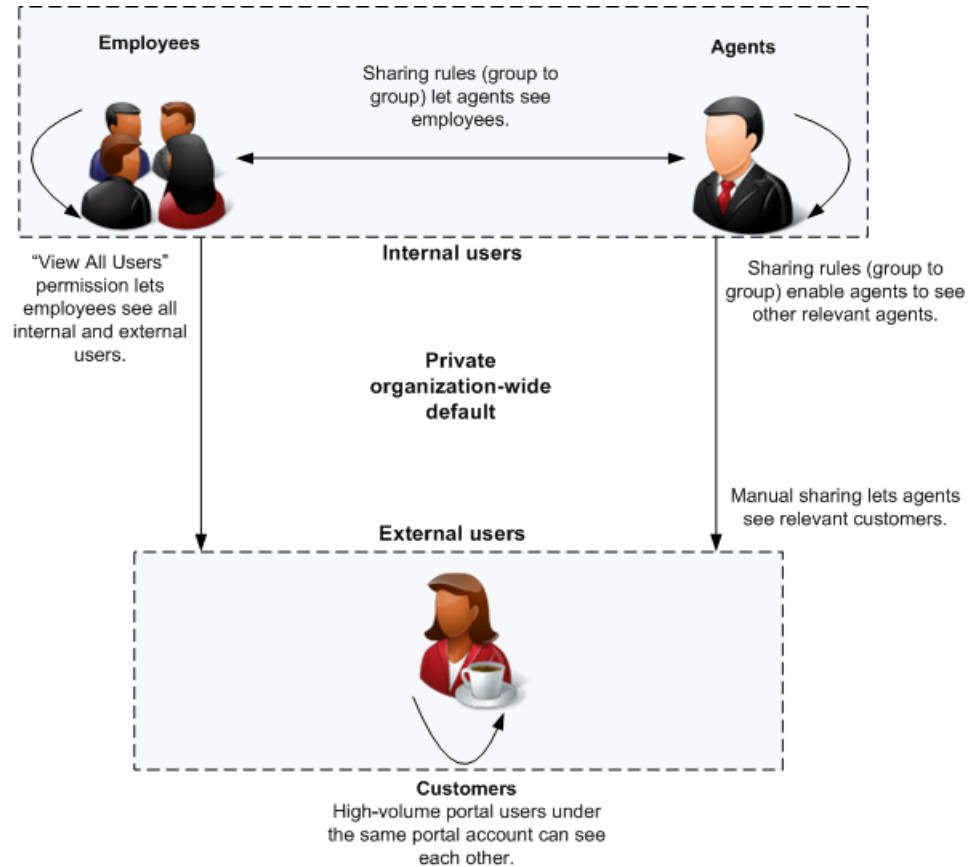 Employees
Agents
Sharing rules (group to
group) let agents see
employees.
Internal users
“View All Users”
permission lets
employees see all
internal and external
users.
Sharing rules (group to
group) enable agents to see
other relevant agents.
Private
organization-wide
default
Manual sharing lets agents
see relevant customers.
External users
Customers
High-volume portal users under
the same portal account can see
each other.